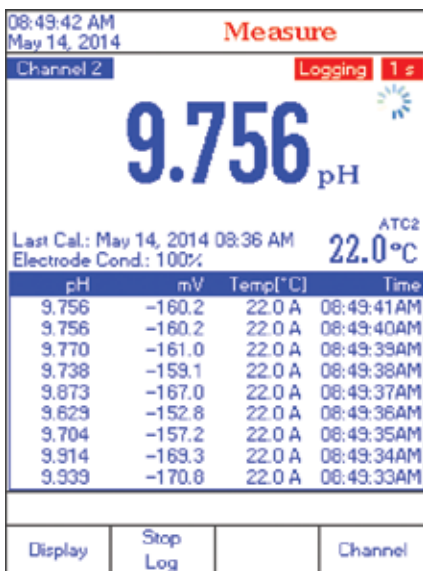 08:49:42 AM
May 14, 2014
Measure
Channel 2
Logging 1 s
9.756 pH
ATC2
22.0°C
Last Cal.: May 14, 2014 08:36 AM
Electrode Cond.: 100%
pH mV Temp[°C] Time
9.756 -160.2 22.0 A 08:49:41AM
9.756 -160.2 22.0 A 08:49:40AM
9.770 -161.0 22.0 A 08:49:39AM
9.738 -159.1 22.0 A 08:49:38AM
9.873 -167.0 22.0 A 08:49:37AM
9.629 -152.8 22.0 A 08:49:36AM
9.704 -157.2 22.0 A 08:49:35AM
9.914 -169.3 22.0 A 08:49:34AM
9.939 -170.8 22.0 A 08:49:33AM
Display
Stop
Log
Channel